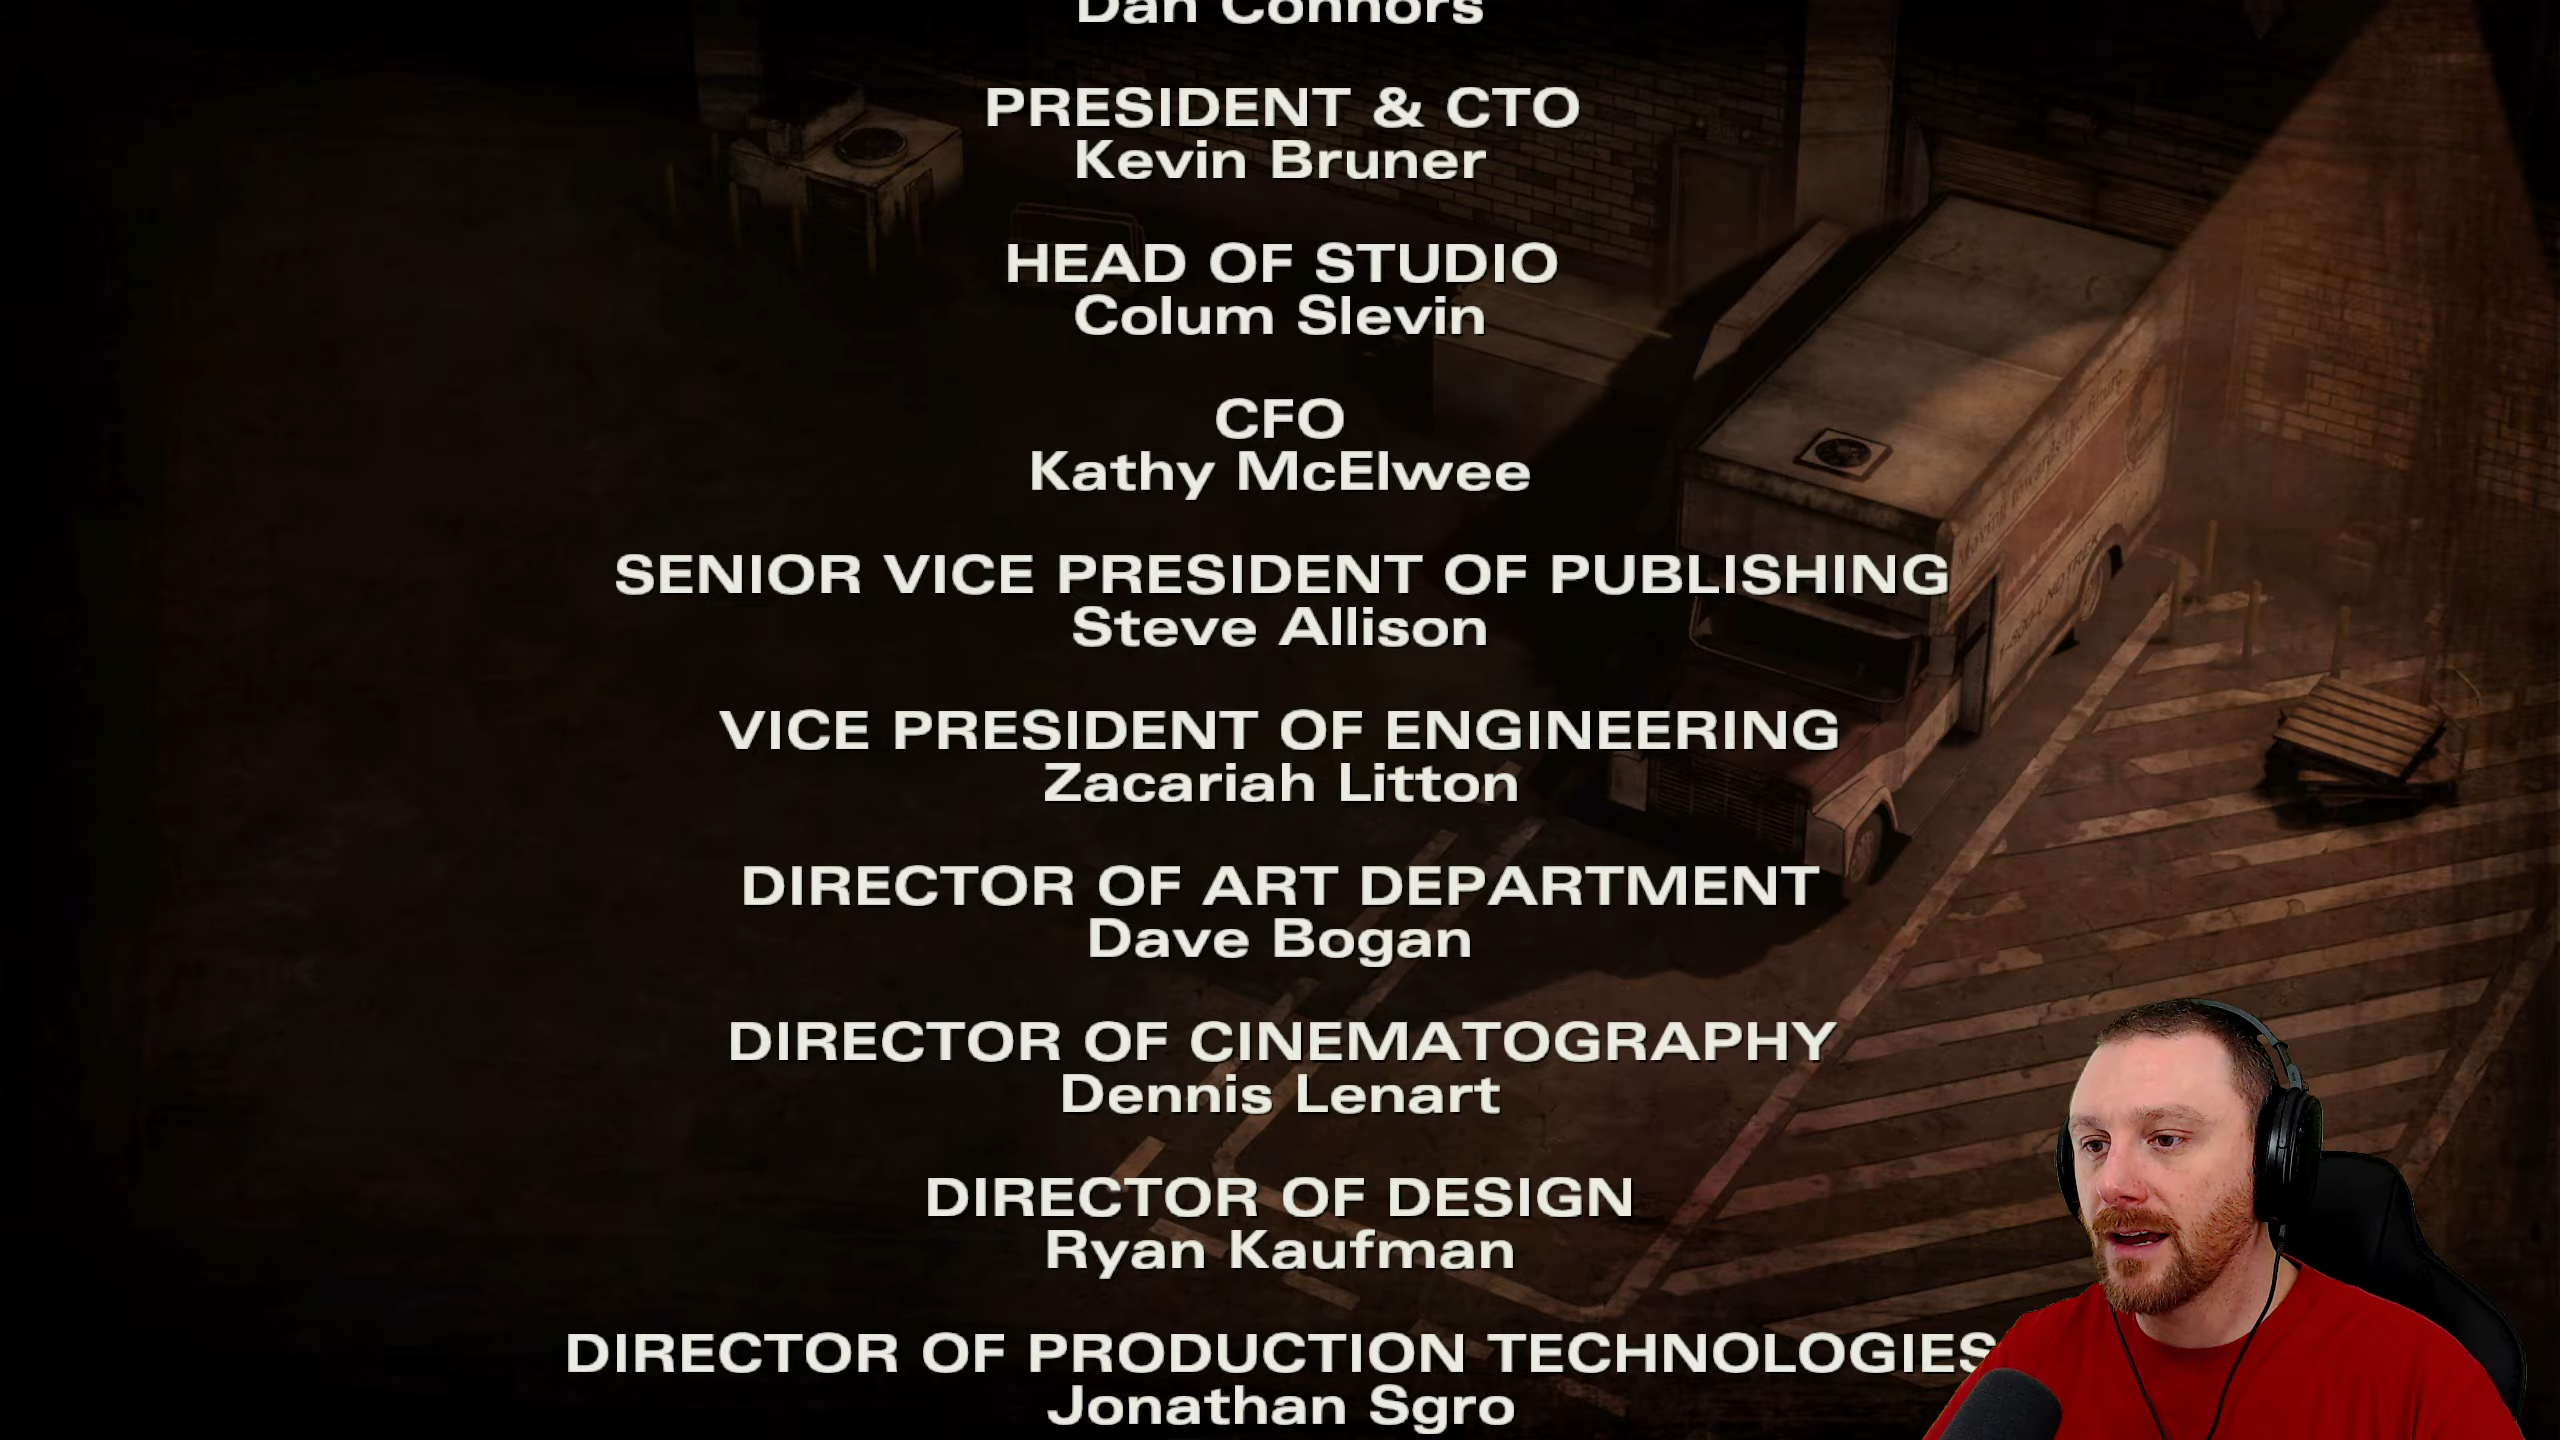 Dan Connors
PRESIDENT & CTO
Kevin Bruner
HEAD OF STUDIO
Colum Slevin
CFO
Kathy McElwee
SENIOR VICE PRESIDENT OF PUBLISHING
Steve Allison
VICE PRESIDENT OF ENGINEERING
Zacariah Litton
DIRECTOR OF ART DEPARTMENT
Dave Bogan
DIRECTOR OF CINEMATOGRAPHY
Dennis Lenart
DIRECTOR OF DESIGN
Ryan Kaufman
DIRECTOR OF PRODUCTION TECHNOLOGIES
Jonathan Sgro